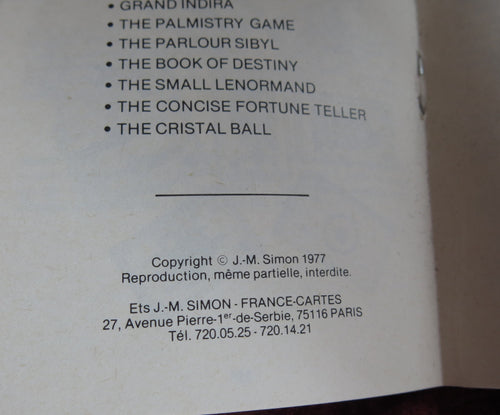 • GRAND INDIRA
• THE PALMISTRY GAME
• THE PARLOUR SIBYL
• THE BOOK OF DESTINY
• THE SMALL LENORMAND
• THE CONCISE FORTUNE TELLER
• THE CRISTAL BALL
Copyright © J.-M. Simon 1977
Reproduction, même partielle, interdite.
Ets J.-M. SIMON - FRANCE-CARTES
27, Avenue Pierre-1er-de-Serbie, 75116 PARIS
Tél. 720.05.25 - 720.14.21